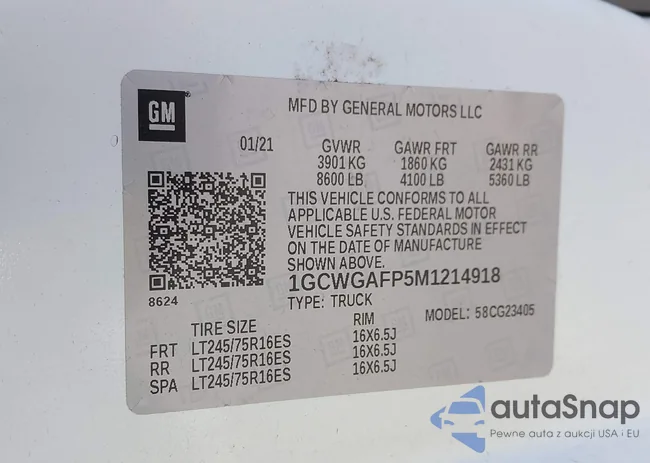 GM
MFD BY GENERAL MOTORS LLC
01/21 GVWR GAWR FRT GAWR RR
3901 KG 1860 KG 2431 KG
8600 LB 4100 LB 5360 LB
THIS VEHICLE CONFORMS TO ALL
APPLICABLE U.S. FEDERAL MOTOR
VEHICLE SAFETY STANDARDS IN EFFECT
ON THE DATE OF MANUFACTURE
SHOWN ABOVE.
8624
1GCWGAFP5M1214918
TYPE: TRUCK MODEL: 58CG23405
TIRE SIZE RIM
FRT LT245/75R16ES 16X6.5J
RR LT245/75R16ES 16X6.5J
SPA LT245/75R16ES 16X6.5J
autaSnap
Pewne auta z aukcji USA i EU